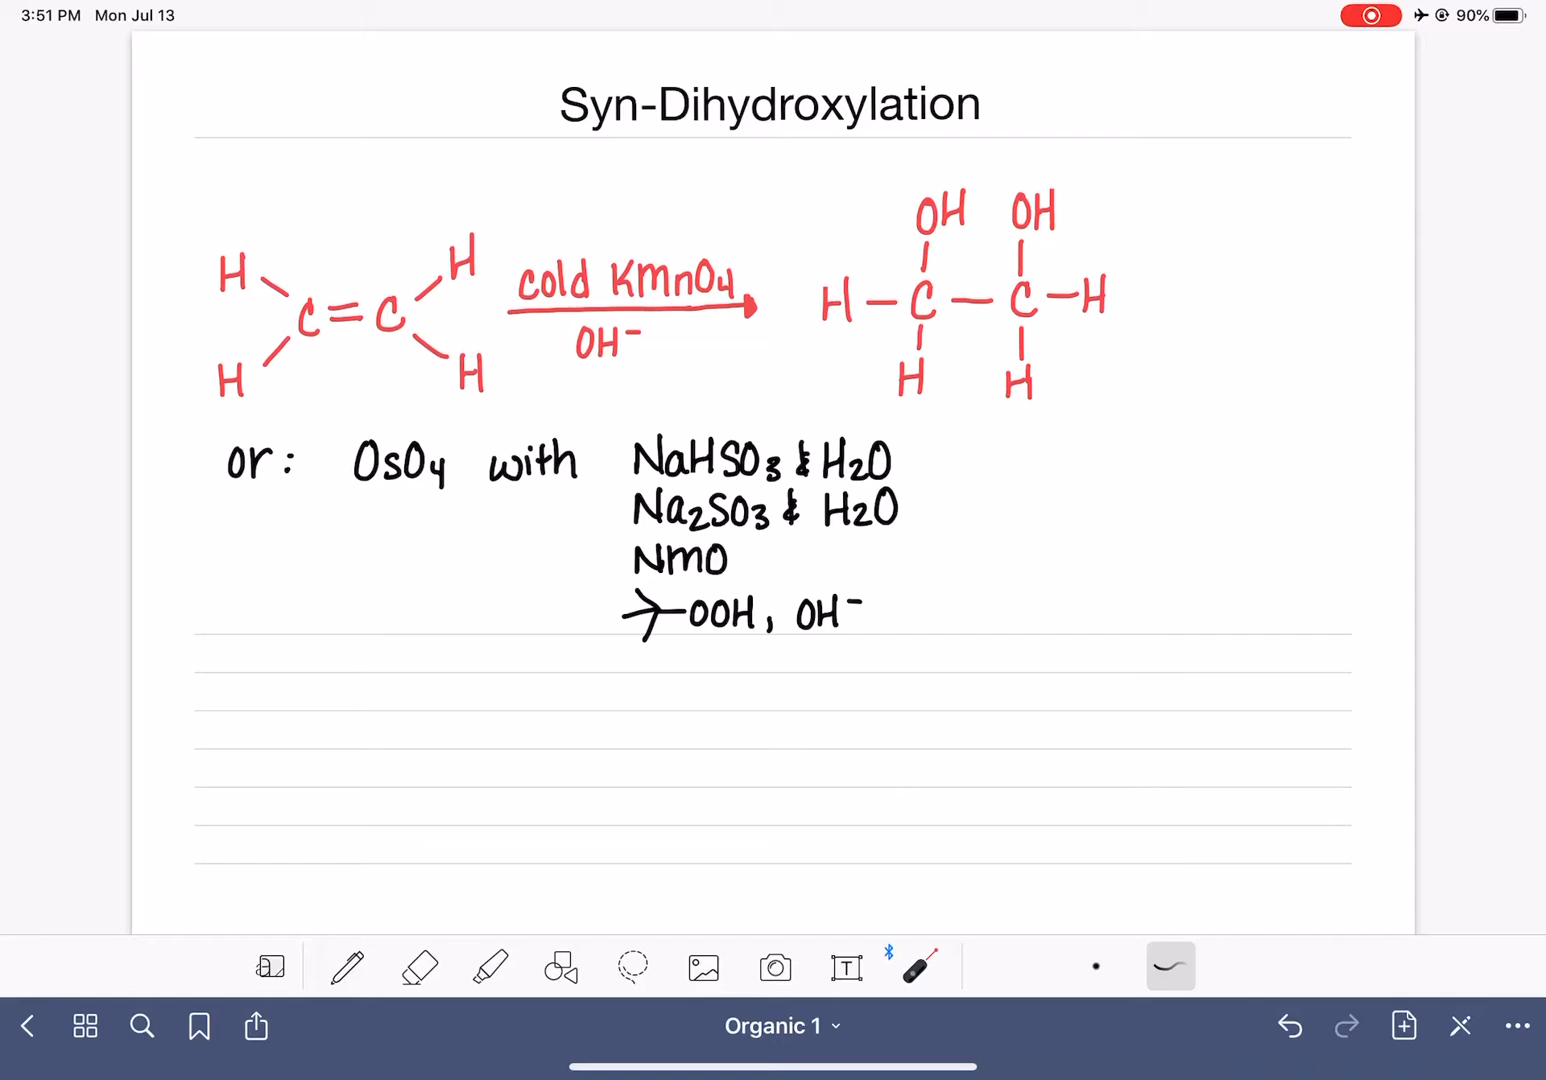 3:51 PM Mon Jul 13 90%
Syn-Dihydroxylation
OH OH
H H
C=C
H H
cold KMnO4
OH⁻
H — C — C — H
H H
or: OsO4 with NaHSO3 & H2O
Na2SO3 & H2O
NMO
OOH, OH⁻
T
Organic 1